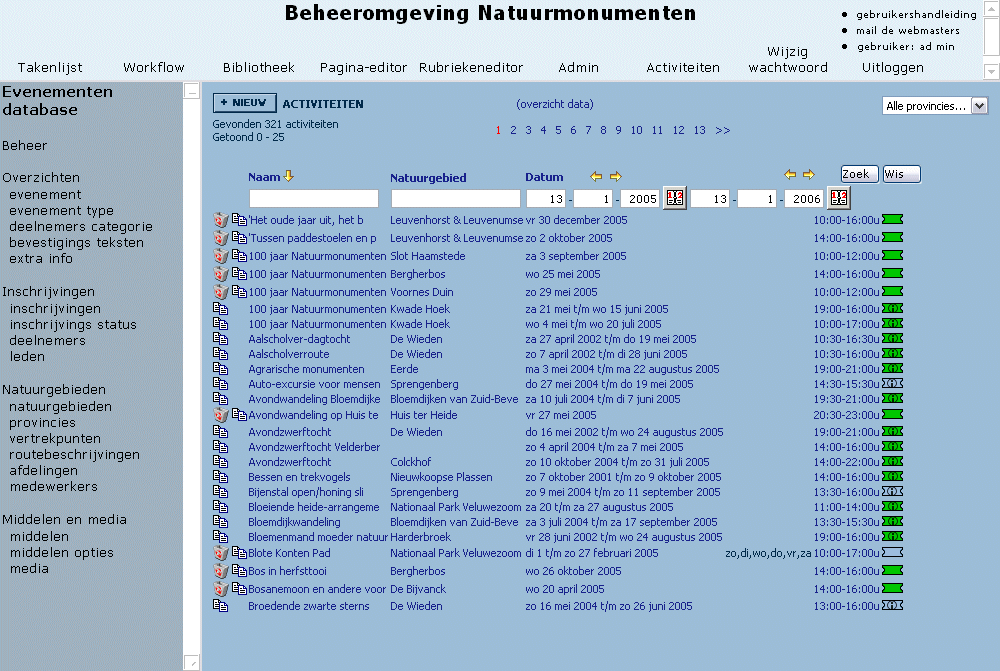 Beheeromgeving Natuurmonumenten
gebruikershandleiding
mail de webmasters
gebruiker: ad min
Takenlijst Workflow Bibliotheek Pagina-editor Rubriekeneditor Admin Activiteiten Wijzig wachtwoord Uitloggen
Evenementen
database
Beheer
Overzichten
evenement
evenement type
deelnemers categorie
bevestigings teksten
extra info
Inschrijvingen
inschrijvingen
inschrijvings status
deelnemers
leden
Natuurgebieden
natuurgebieden
provincies
vertrekpunten
routebeschrijvingen
afdelingen
medewerkers
Middelen en media
middelen
middelen opties
media
+ NIEUW ACTIVITEITEN (overzicht data) Alle provincies...
Gevonden 321 activiteiten
Getoond 0 - 25
1 2 3 4 5 6 7 8 9 10 11 12 13 >>
Naam Natuurgebied Datum Zoek Wis
13 - 1 - 2005 13 - 1 - 2006
'Het oude jaar uit, het b Leuvenhorst & Leuvenumse vr 30 december 2005 10:00-16:00u
'Tussen paddestoelen en p Leuvenhorst & Leuvenumse zo 2 oktober 2005 14:00-16:00u
100 jaar Natuurmonumenten Slot Haamstede za 3 september 2005 10:00-12:00u
100 jaar Natuurmonumenten Bergherbos wo 25 mei 2005 14:00-16:00u
100 jaar Natuurmonumenten Voornes Duin zo 29 mei 2005 10:00-12:00u
100 jaar Natuurmonumenten Kwade Hoek za 21 mei t/m wo 15 juni 2005 19:00-16:00u
100 jaar Natuurmonumenten Kwade Hoek wo 4 mei t/m wo 20 juli 2005 10:00-17:00u
Aalscholver-dagtocht De Wieden za 27 april 2002 t/m do 19 mei 2005 10:30-16:30u
Aalscholverroute De Wieden zo 7 april 2002 t/m di 28 juni 2005 10:30-16:00u
Agrarische monumenten Eerde ma 3 mei 2004 t/m ma 22 augustus 2005 19:00-21:00u
Auto-excursie voor mensen Sprengenberg do 27 mei 2004 t/m do 19 mei 2005 14:30-15:30u
Avondwandeling Bloemdijke Bloemdijken van Zuid-Beve za 10 juli 2004 t/m di 7 juni 2005 19:30-21:00u
Avondwandeling op Huis te Huis ter Heide vr 27 mei 2005 20:30-23:00u
Avondzwerftocht De Wieden do 16 mei 2002 t/m wo 24 augustus 2005 19:00-21:00u
Avondzwerftocht Velderber zo 4 april 2004 t/m za 7 mei 2005 14:00-16:00u
Avondzwerftocht Colckhof zo 10 oktober 2004 t/m zo 31 juli 2005 14:00-22:00u
Bessen en trekvogels Nieuwkoopse Plassen zo 7 oktober 2001 t/m zo 9 oktober 2005 14:00-16:00u
Bijenstal open/honing sli Sprengenberg zo 9 mei 2004 t/m zo 11 september 2005 13:30-16:00u
Bloeiende heide-arrangeme Nationaal Park Veluwezoom za 20 t/m za 27 augustus 2005 11:00-14:00u
Bloemdijkwandeling Bloemdijken van Zuid-Beve za 3 juli 2004 t/m za 17 september 2005 13:30-15:30u
Bloemenmand moeder natuur Harderbroek vr 28 juni 2002 t/m wo 24 augustus 2005 19:00-16:00u
Blote Konten Pad Nationaal Park Veluwezoom di 1 t/m zo 27 februari 2005 zo,di,wo,do,vr,za 10:00-17:00u
Bos in herfsttooi Bergherbos wo 26 oktober 2005 14:00-16:00u
Bosanemoon en andere voor De Bijvanck wo 20 april 2005 14:00-16:00u
Broedende zwarte sterns De Wieden zo 16 mei 2004 t/m zo 26 juni 2005 13:00-16:00u